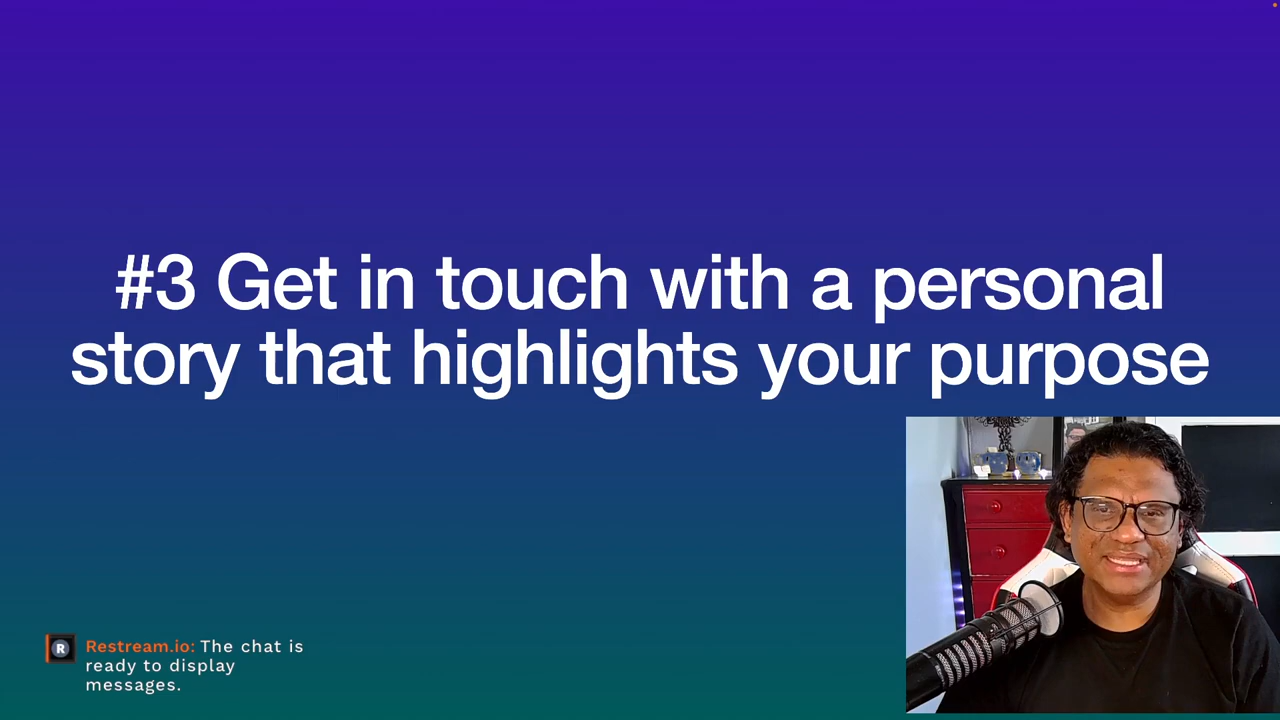 #3 Get in touch with a personal
story that highlights your purpose
R
Restream.io: The chat is
ready to display
messages.